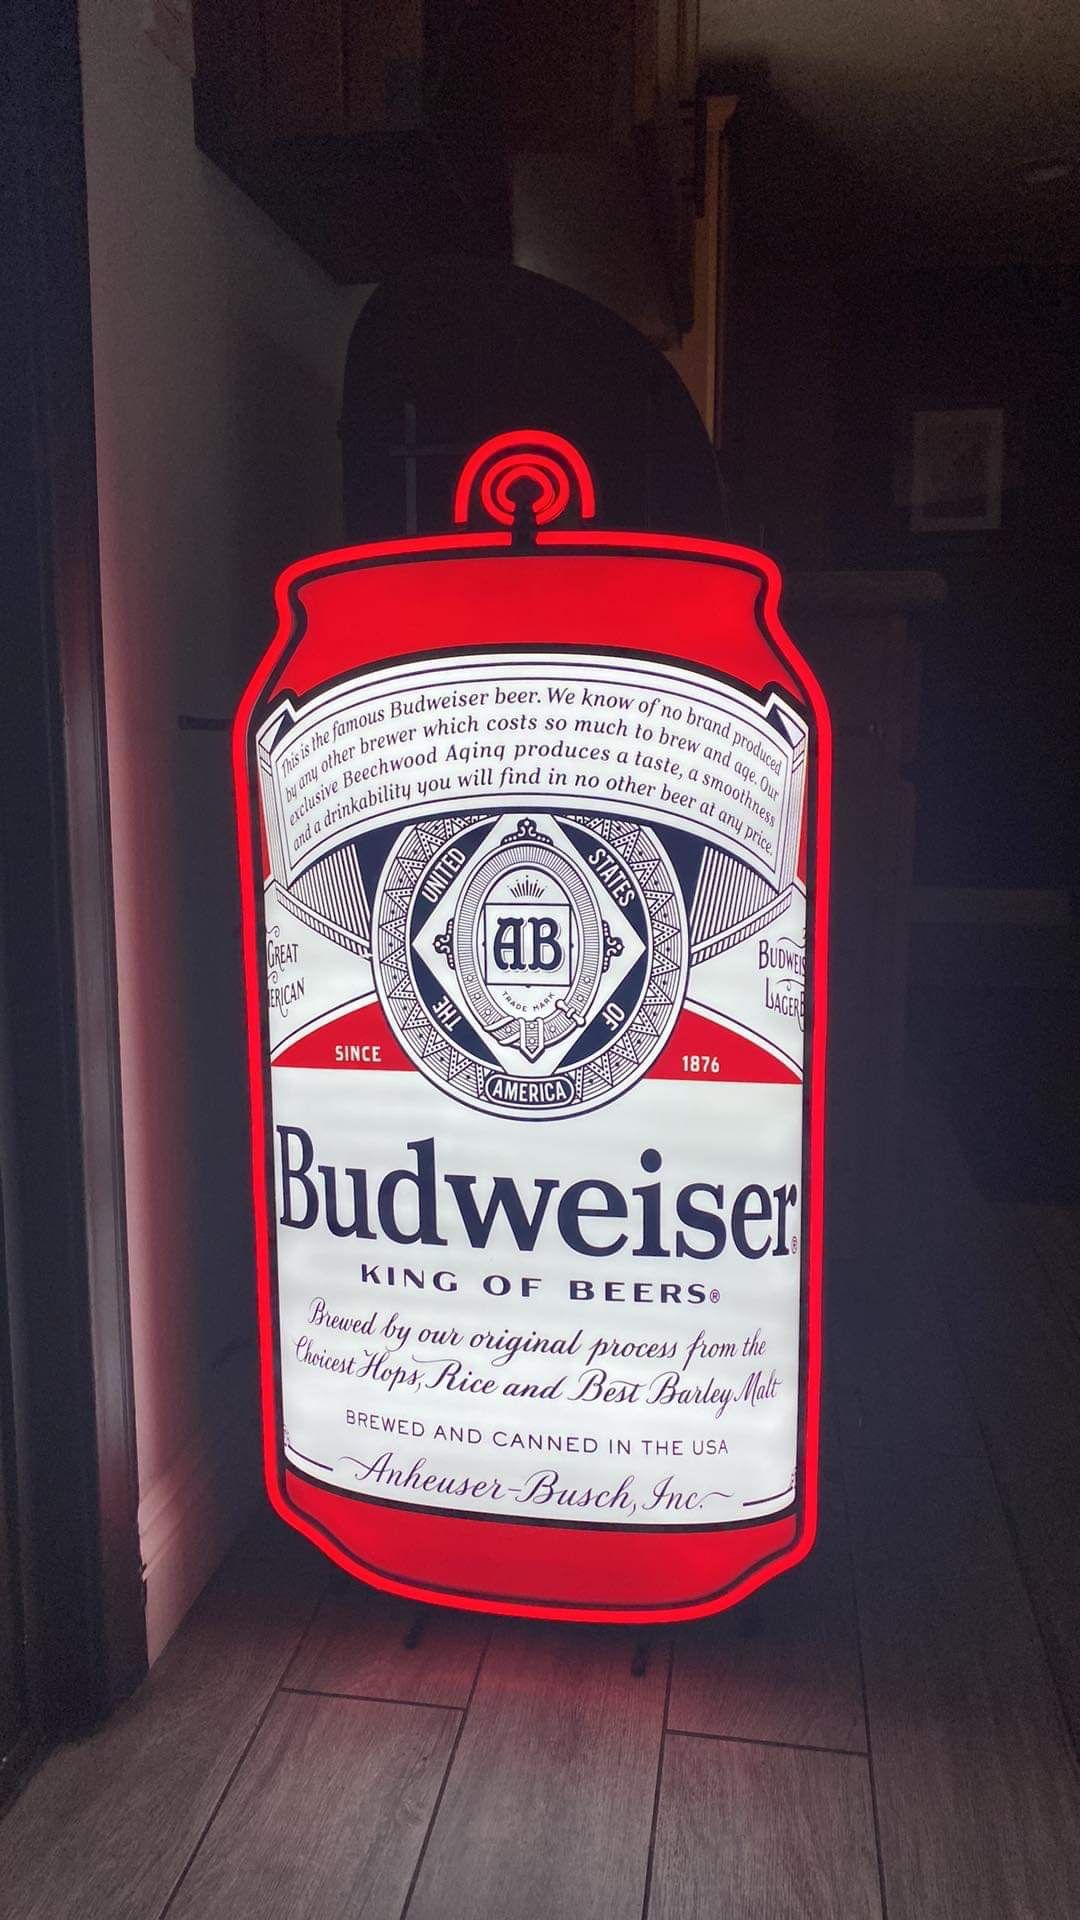 This is the famous Budweiser beer. We know of no brand produced
by any other brewer which costs so much to brew and age. Our
exclusive Beechwood Aging produces a taste, a smoothness
and a drinkability you will find in no other beer at any price.
UNITED STATES
AB
TRADE MARK
THE OF
AMERICA
GREAT
ERICAN
BUDWEIS
LAGER
SINCE 1876
Budweiser®
KING OF BEERS®
Brewed by our original process from the
Choicest Hops, Rice and Best Barley Malt
BREWED AND CANNED IN THE USA
Anheuser-Busch, Inc.